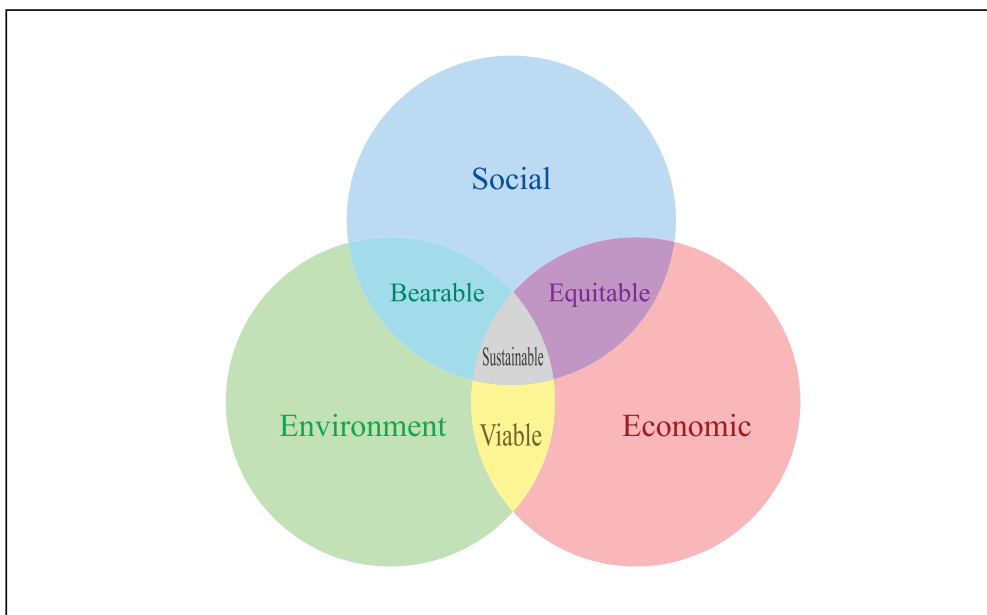 Social
Bearable
Equitable
Sustainable
Environment
Viable
Economic